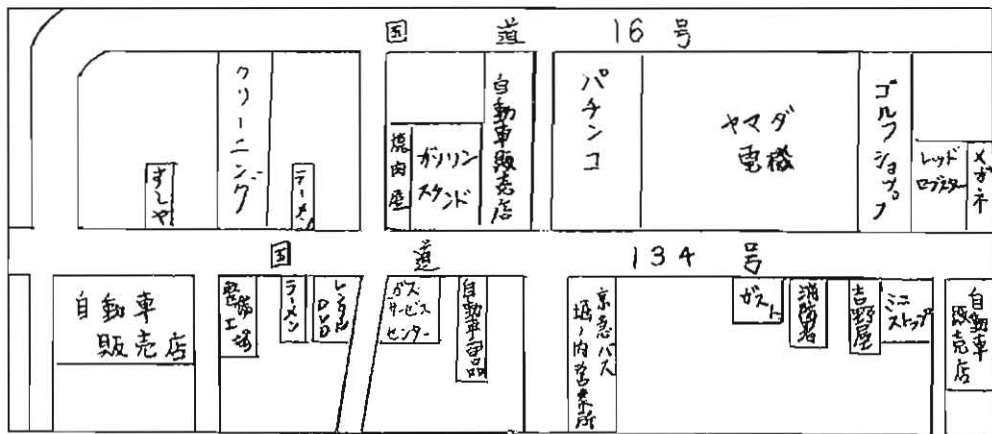 国道16号
クリーニング
すしや
ラーメン
焼肉屋
ガソリン
スタンド
自動車販売店
パチンコ
ヤマダ
電機
ゴルフショップ
レッド
ロブスター
メガネ
国道134号
自動車
販売店
整備
工場
ラーメン
レンタル
DVD
ガス
サービス
センター
自動車部品
京急バス
堀ノ内営業所
ガスト
消防署
吉野屋
ミニ
ストップ
自動車
販売店